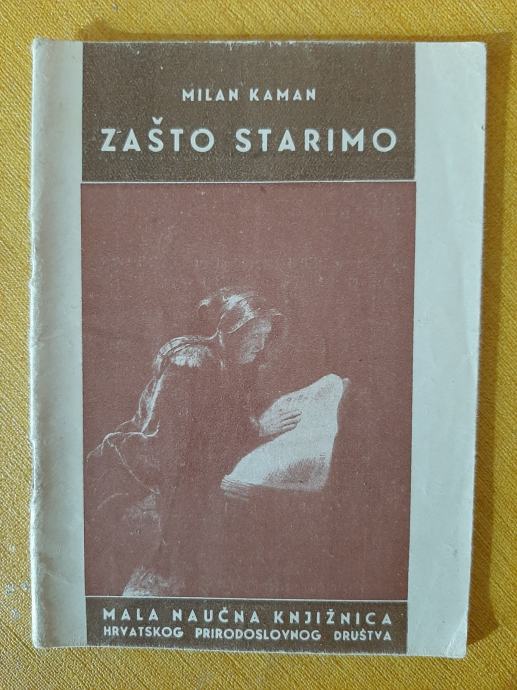 MILAN KAMAN
ZAŠTO STARIMO
MALA NAUČNA KNJIŽNICA
HRVATSKOG PRIRODOSLOVNOG DRUŠTVA